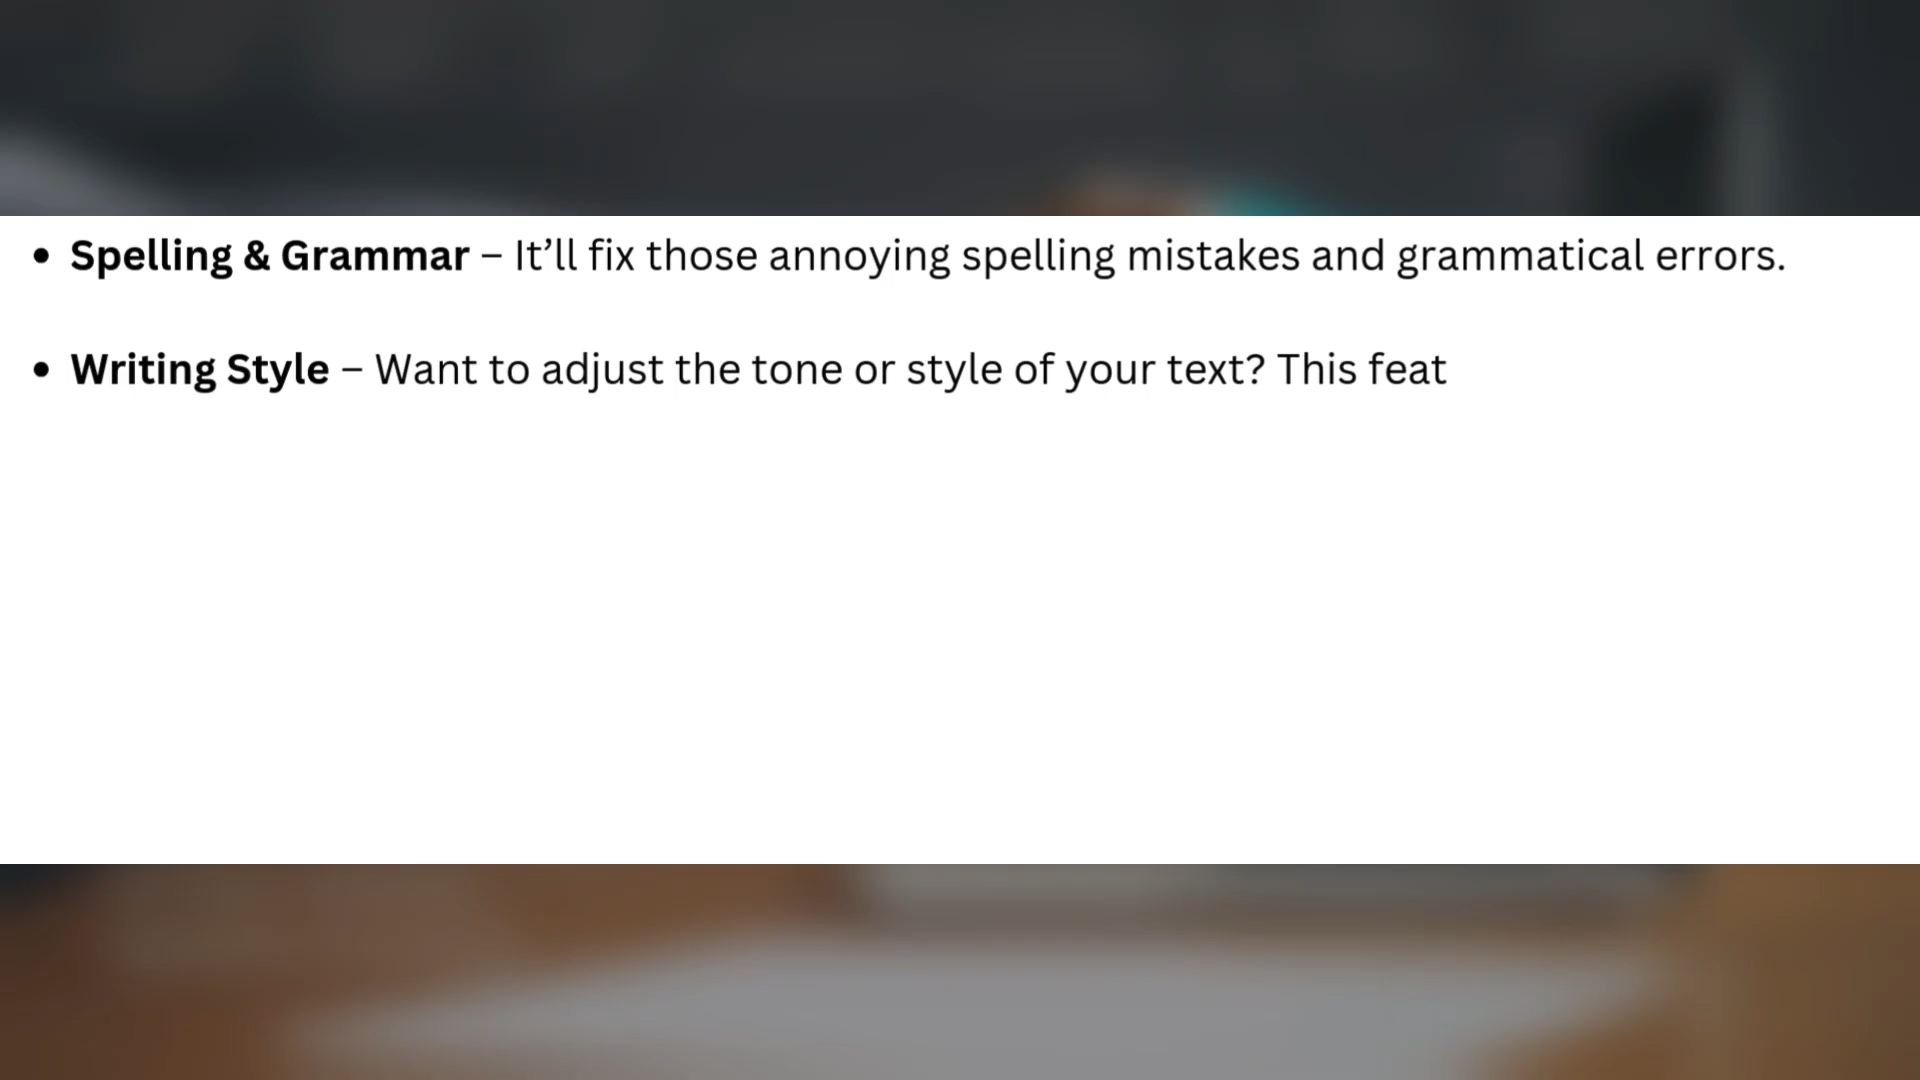 • Spelling & Grammar – It’ll fix those annoying spelling mistakes and grammatical errors.
• Writing Style – Want to adjust the tone or style of your text? This feat